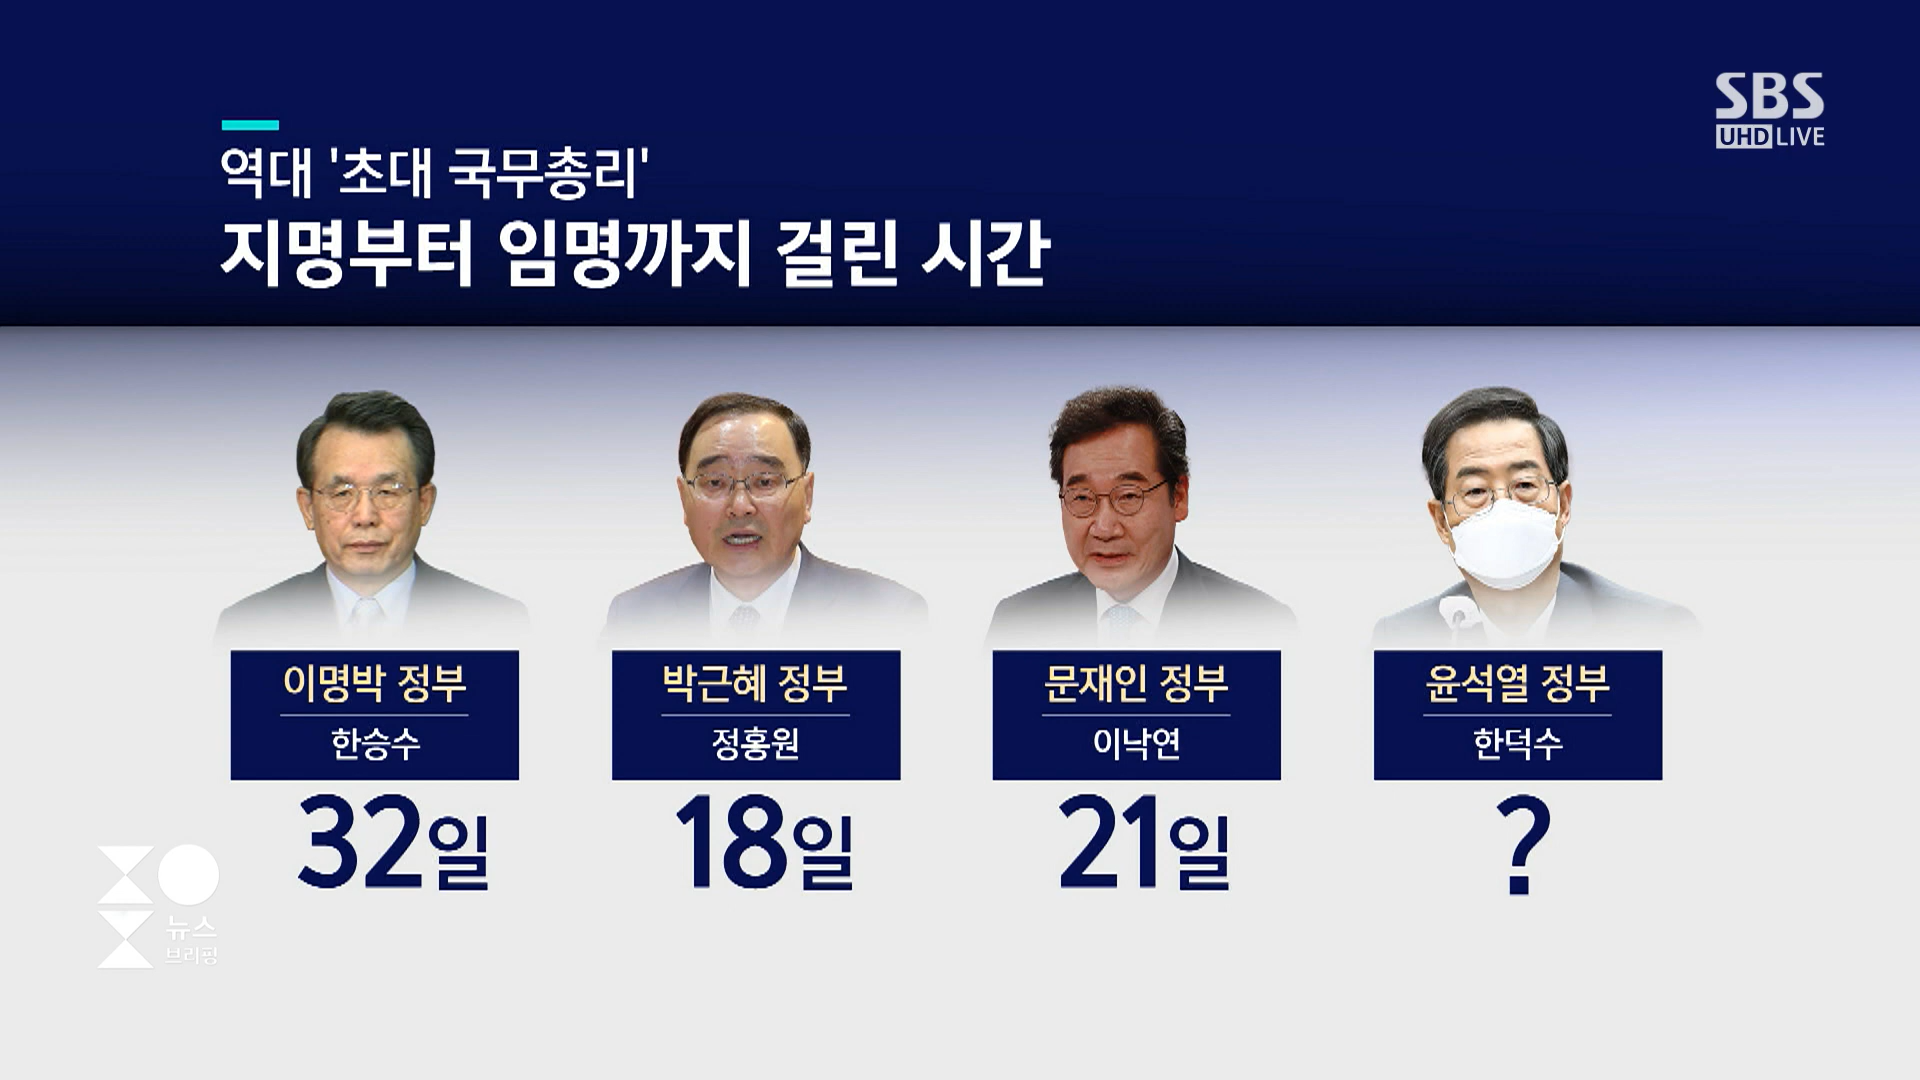 SBS
UHD LIVE
역대 '초대 국무총리'
지명부터 임명까지 걸린 시간
이명박 정부
한승수
32일
박근혜 정부
정홍원
18일
문재인 정부
이낙연
21일
윤석열 정부
한덕수
?
뉴스
브리핑